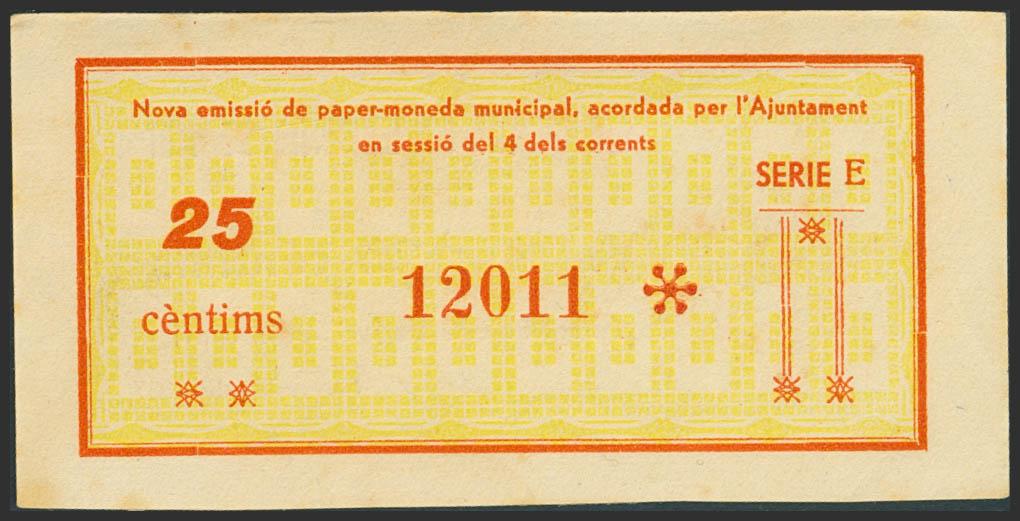 Nova emissió de paper-moneda municipal, acordada per l'Ajuntament
en sessió del 4 dels corrents
SERIE E
25
12011
cèntims